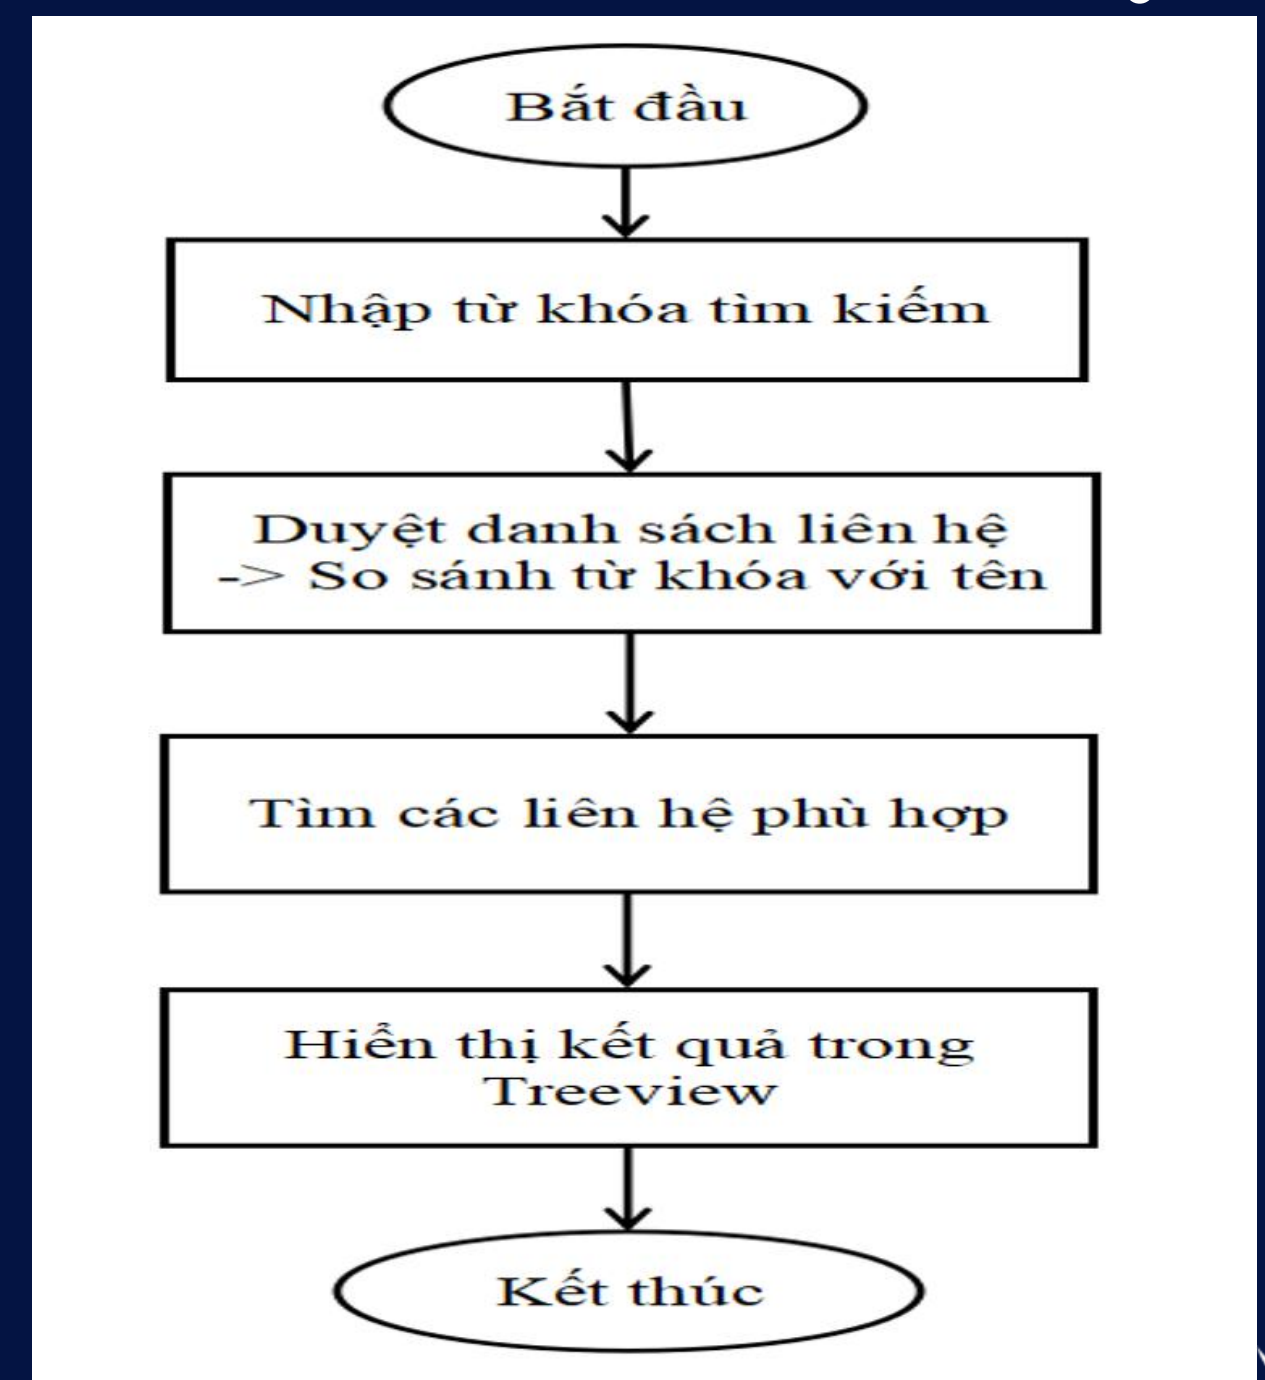 Bắt đầu
Nhập từ khóa tìm kiếm
Duyệt danh sách liên hệ
-> So sánh từ khóa với tên
Tìm các liên hệ phù hợp
Hiển thị kết quả trong
Treeview
Kết thúc